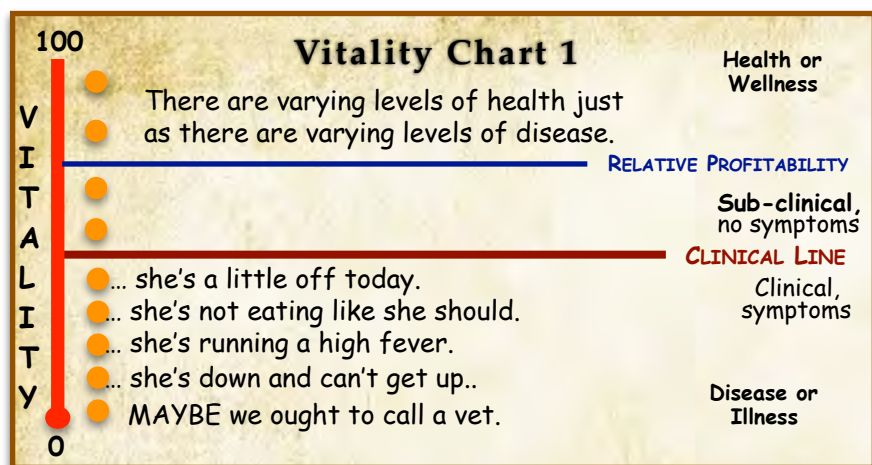 100
Vitality Chart 1
Health or
Wellness
There are varying levels of health just
as there are varying levels of disease.
RELATIVE PROFITABILITY
Sub-clinical,
no symptoms
CLINICAL LINE
... she's a little off today.
Clinical,
symptoms
... she's not eating like she should.
... she's running a high fever.
... she's down and can't get up..
Disease or
Illness
MAYBE we ought to call a vet.
0
V
I
T
A
L
I
T
Y